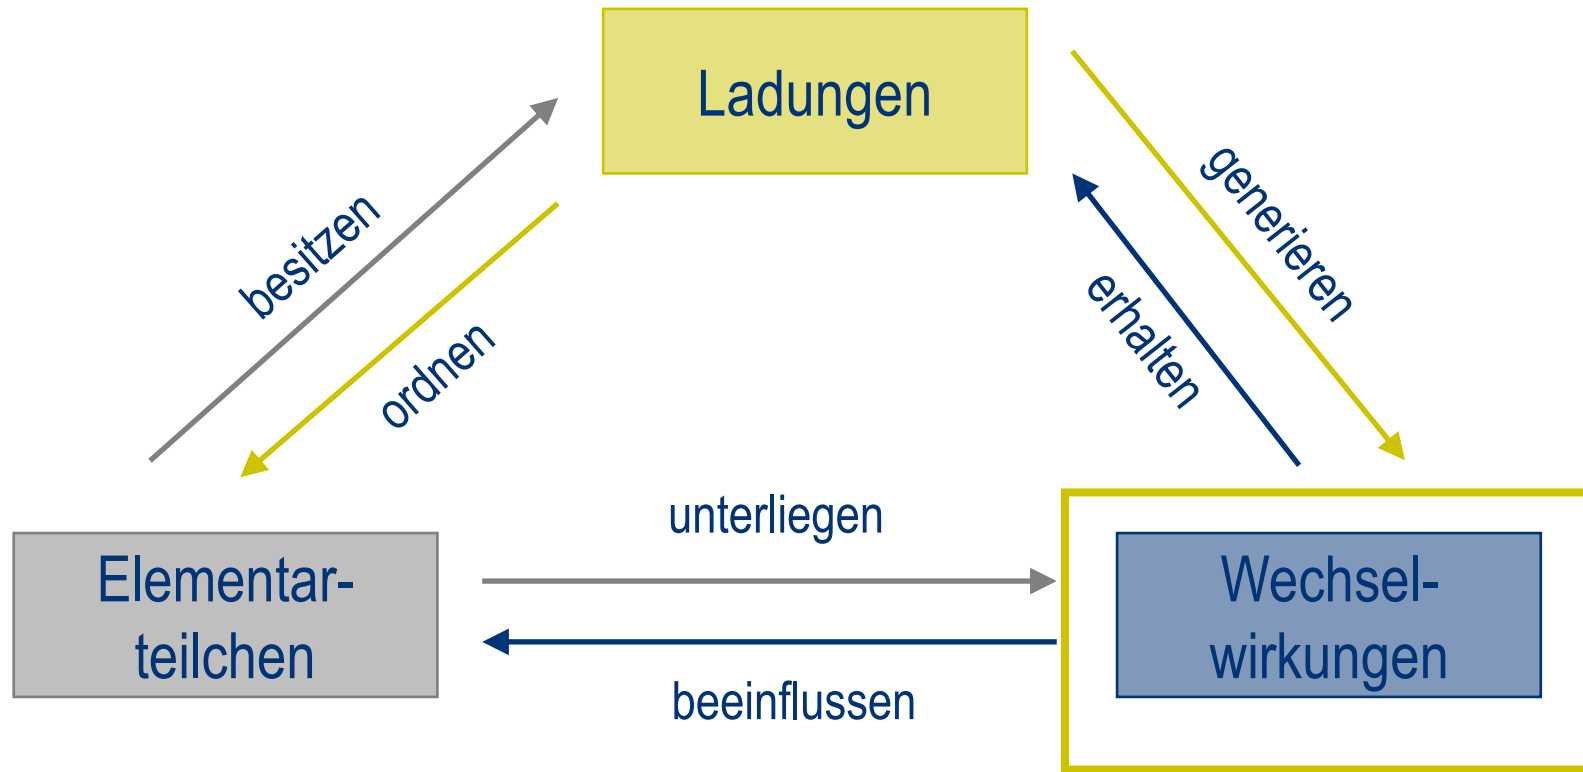 Ladungen
besitzen
generieren
erhalten
ordnen
unterliegen
Elementar-
teilchen
Wechsel-
wirkungen
beeinflussen